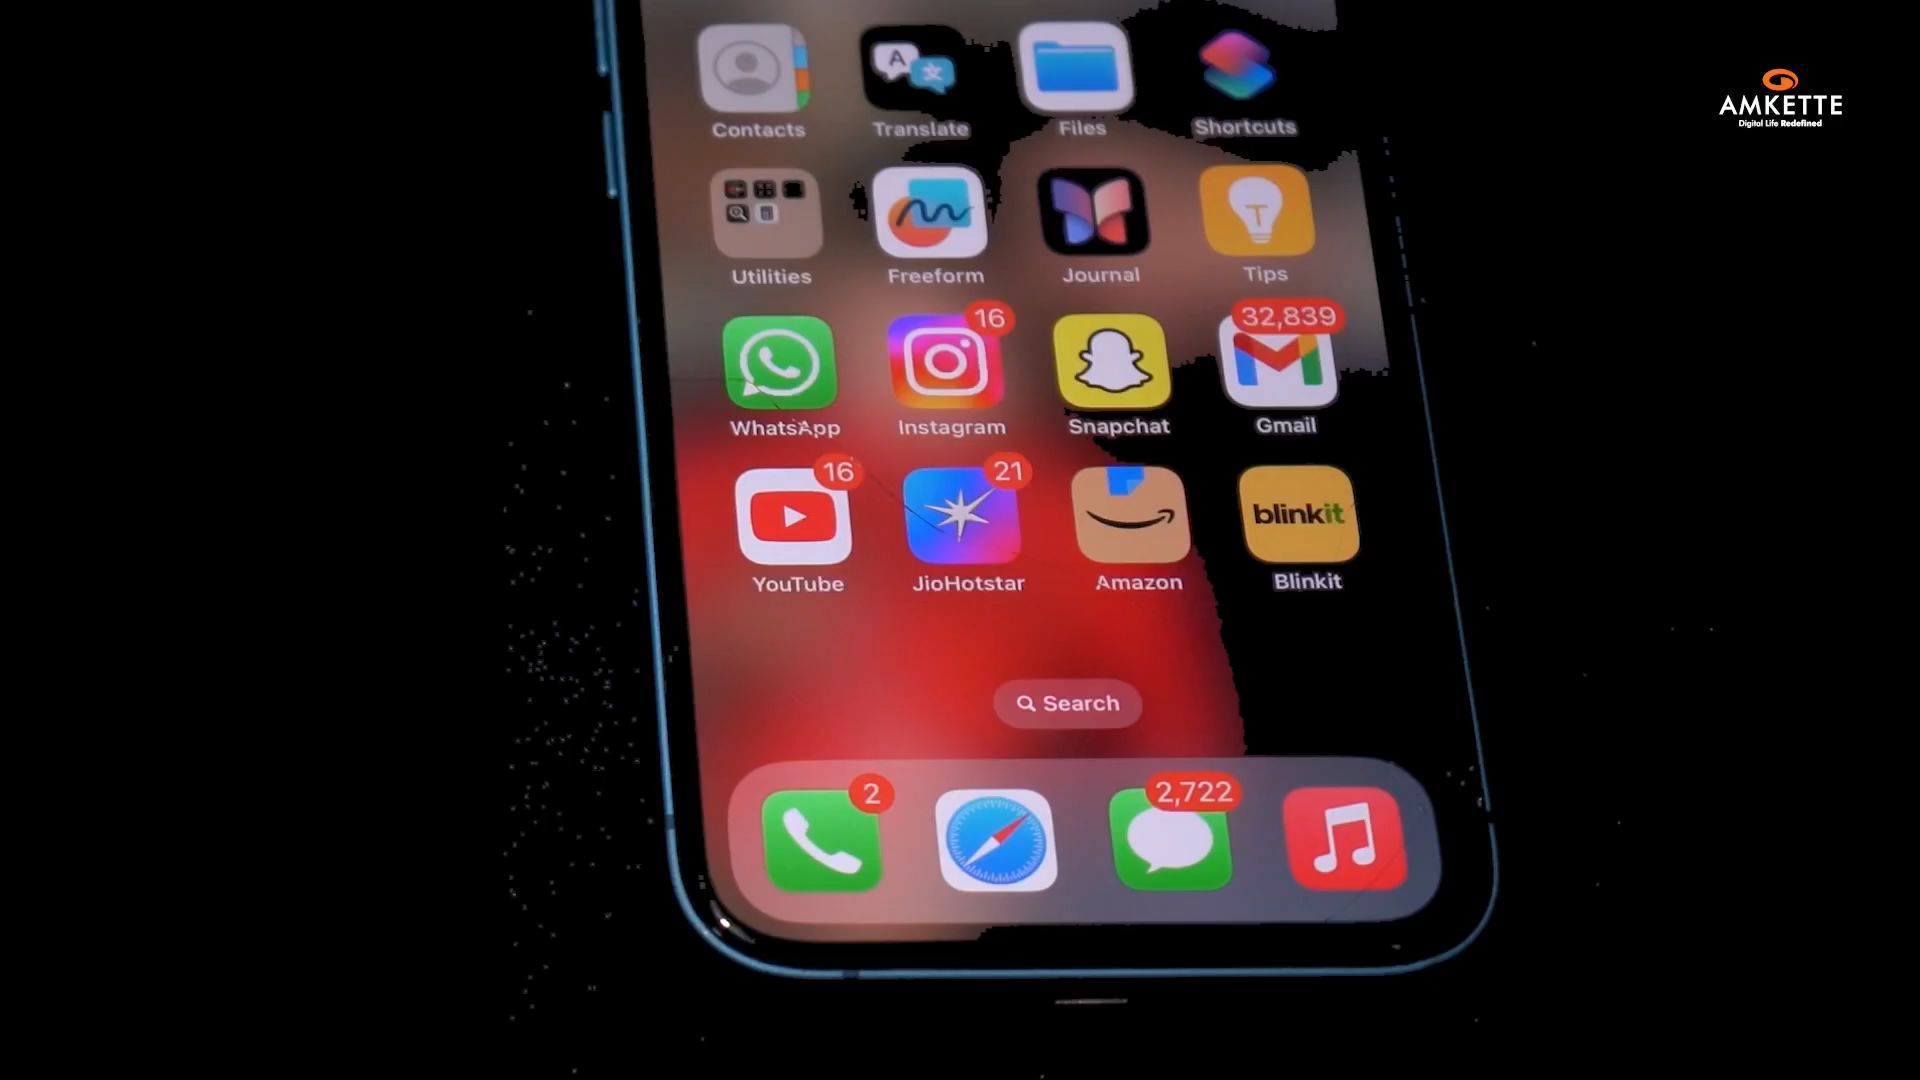 AMKETTE
Digital Life Redefined
A 文
Contacts Translate Files Shortcuts
Utilities Freeform Journal Tips
16 32,839
WhatsApp Instagram Snapchat Gmail
16 21
blinkit
YouTube JioHotstar Amazon Blinkit
Search
2 2,722